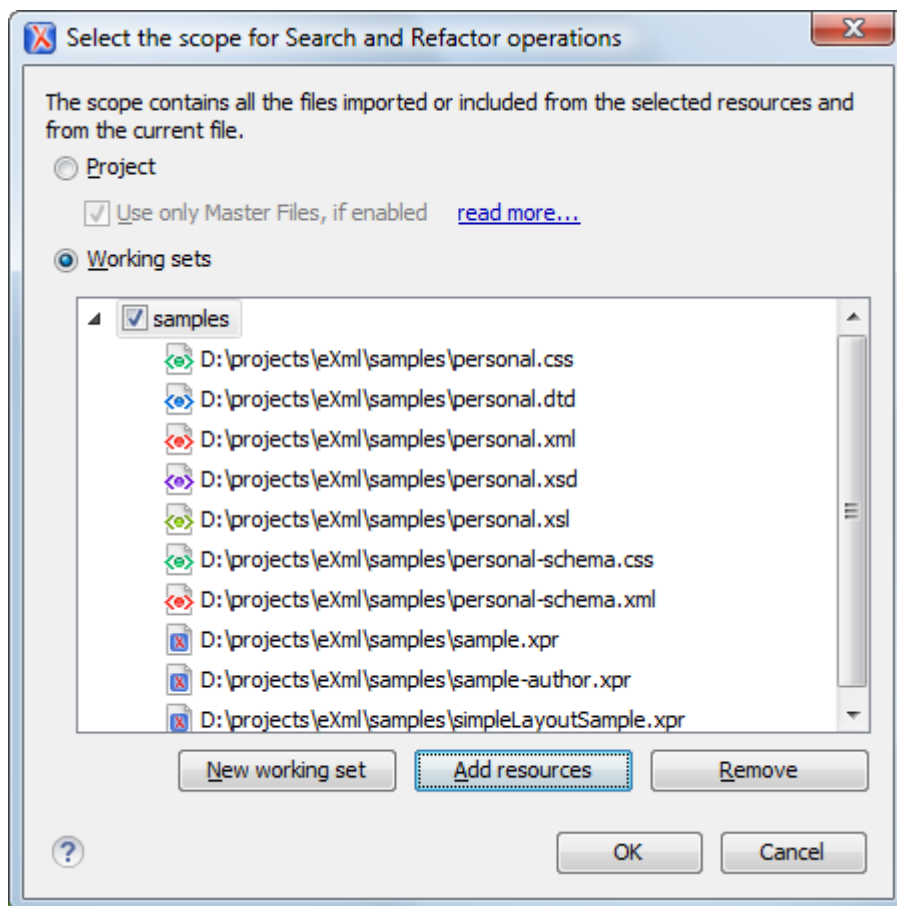 Select the scope for Search and Refactor operations
The scope contains all the files imported or included from the selected resources and
from the current file.
Project
Use only Master Files, if enabled read more...
Working sets
samples
D:\projects\eXml\samples\personal.css
D:\projects\eXml\samples\personal.dtd
D:\projects\eXml\samples\personal.xml
D:\projects\eXml\samples\personal.xsd
D:\projects\eXml\samples\personal.xsl
D:\projects\eXml\samples\personal-schema.css
D:\projects\eXml\samples\personal-schema.xml
D:\projects\eXml\samples\sample.xpr
D:\projects\eXml\samples\sample-author.xpr
D:\projects\eXml\samples\simpleLayoutSample.xpr
New working set Add resources Remove
? OK Cancel